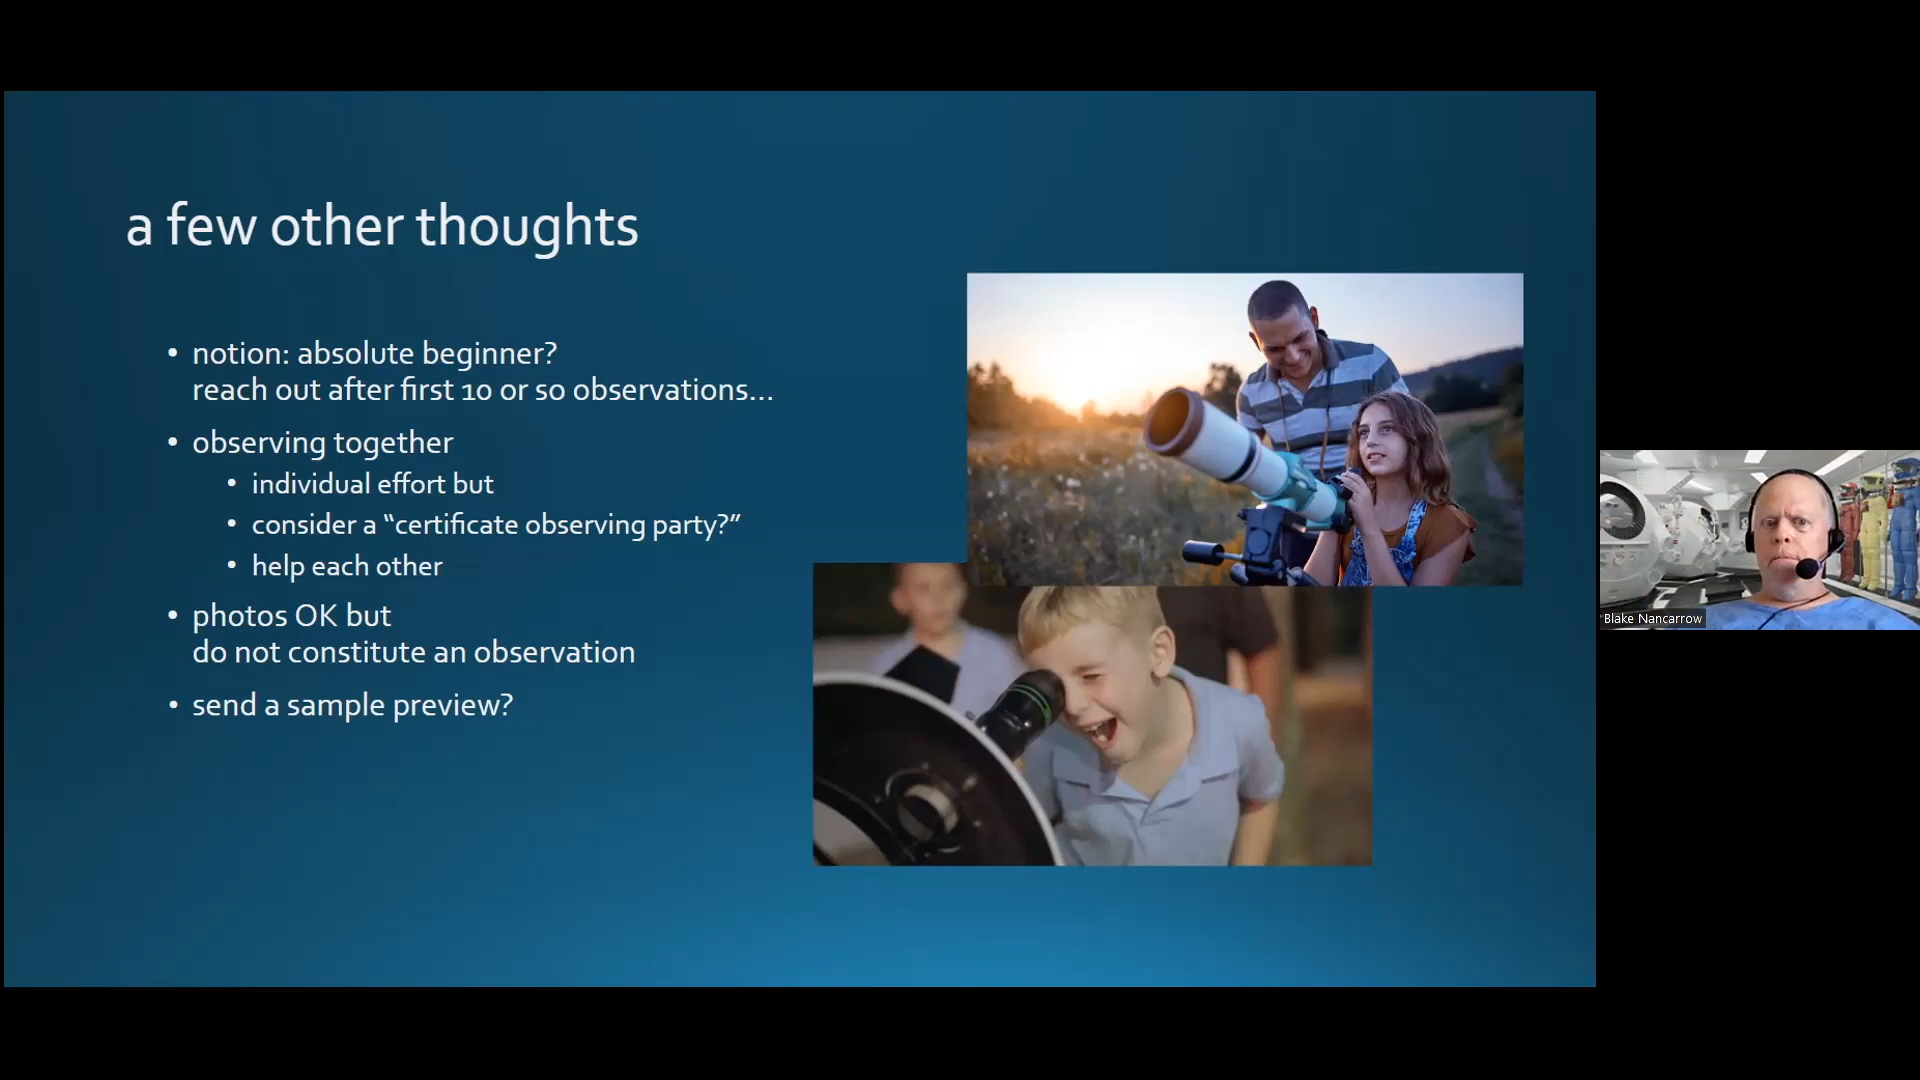 a few other thoughts
• notion: absolute beginner?
reach out after first 10 or so observations...
• observing together
• individual effort but
• consider a “certificate observing party?”
• help each other
• photos OK but
do not constitute an observation
• send a sample preview?
Blake Nancarrow